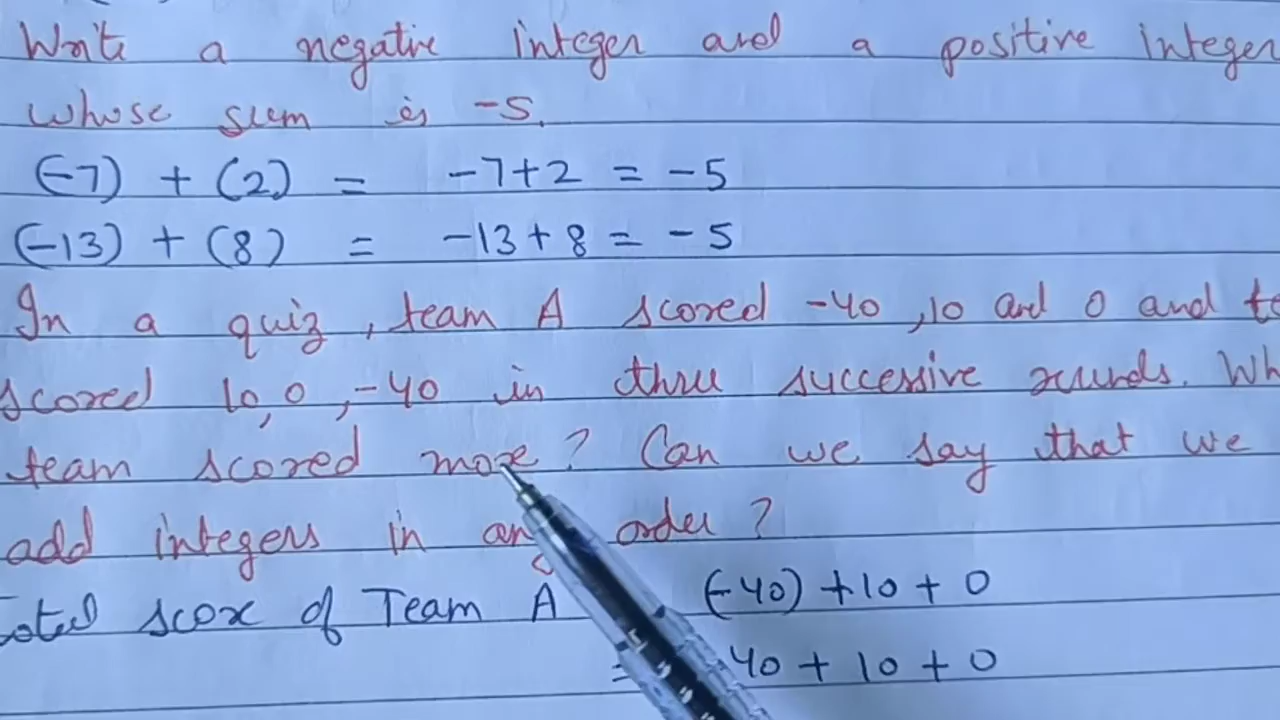 Write a negative integer and a positive integer
whose sum is -5.
(-7) + (2) = -7+2 = -5
(-13) + (8) = -13+8 = -5
In a quiz, team A scored -40, 10 and 0 and
scored 10, 0, -40 in three successive rounds.
team scored more? Can we say that we
add integers in any order?
Total score of Team A (-40) + 10 + 0
= 40 + 10 + 0